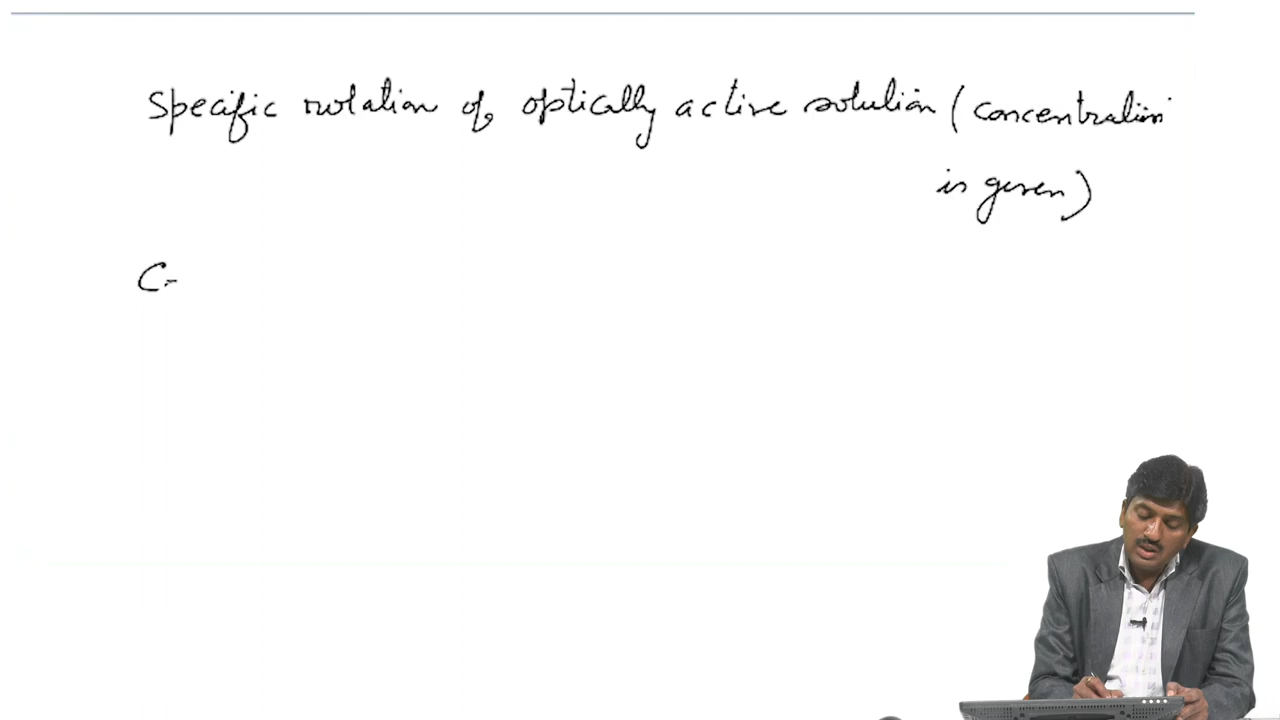 Specific rotation of optically active solution (concentration
is given)
C-